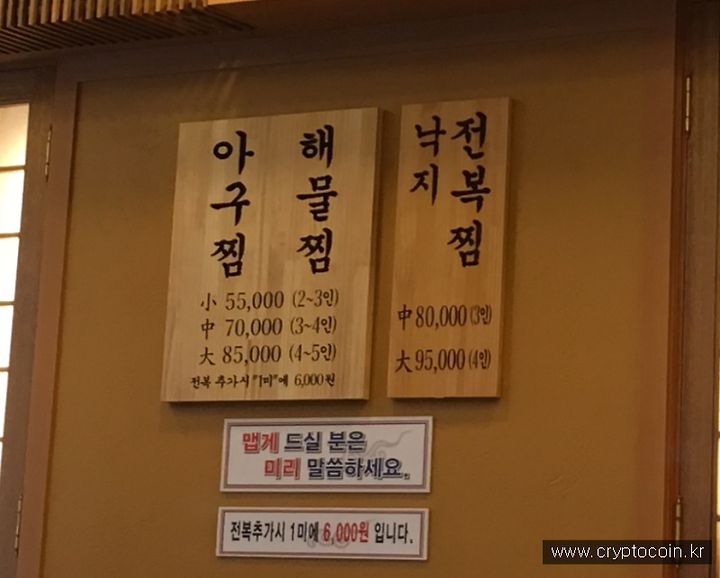 아구찜
해물찜
小 55,000 (2~3인)
中 70,000 (3~4인)
大 85,000 (4~5인)
전복 추가시 "1미"에 6,000원
낙지
전복찜
中 80,000 (3인)
大 95,000 (4인)
맵게 드실 분은
미리 말씀하세요.
전복추가시 1미에 6,000원 입니다.
www.cryptocoin.kr